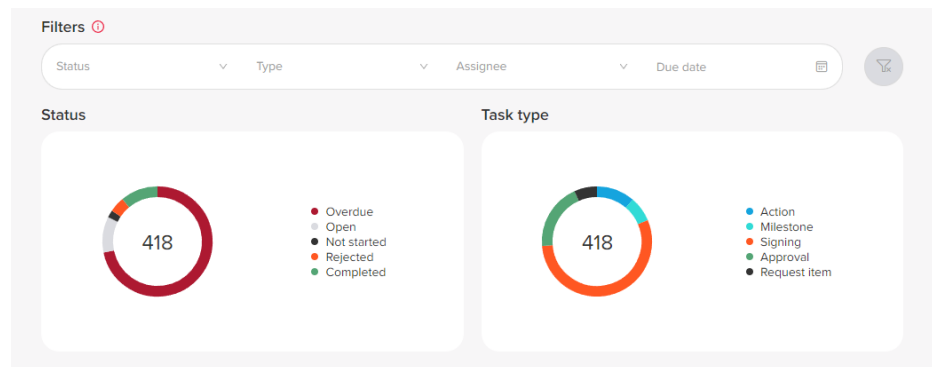 Filters
Status Type Assignee Due date
Status
418
Overdue
Open
Not started
Rejected
Completed
Task type
418
Action
Milestone
Signing
Approval
Request item